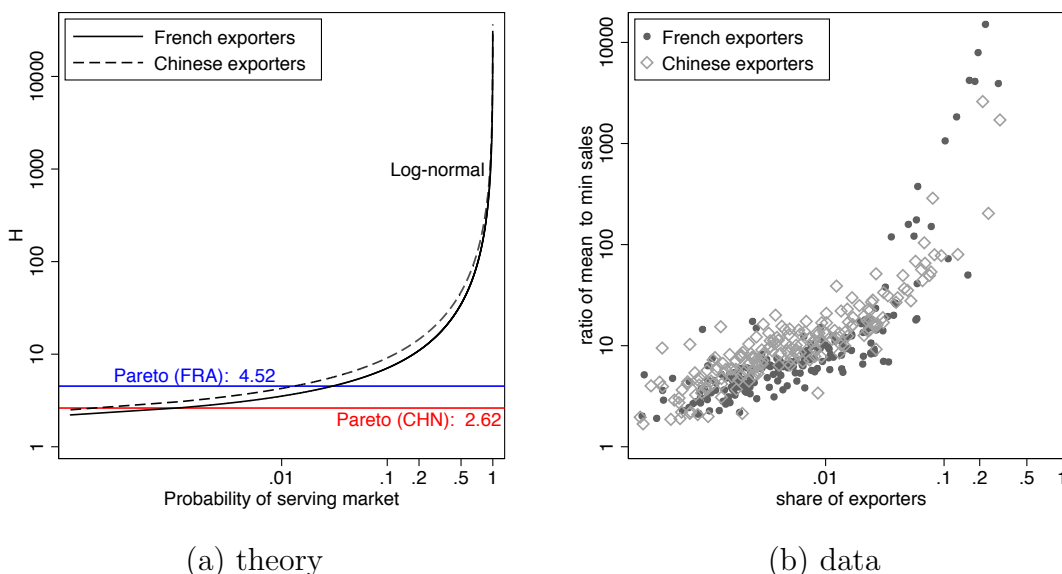 French exporters
Chinese exporters
Log-normal
Pareto (FRA): 4.52
Pareto (CHN): 2.62
H
1
10
100
1000
10000
.01
.1
.2
.5
1
Probability of serving market
(a) theory
French exporters
Chinese exporters
ratio of mean to min sales
1
10
100
1000
10000
.01
.1
.2
.5
1
share of exporters
(b) data